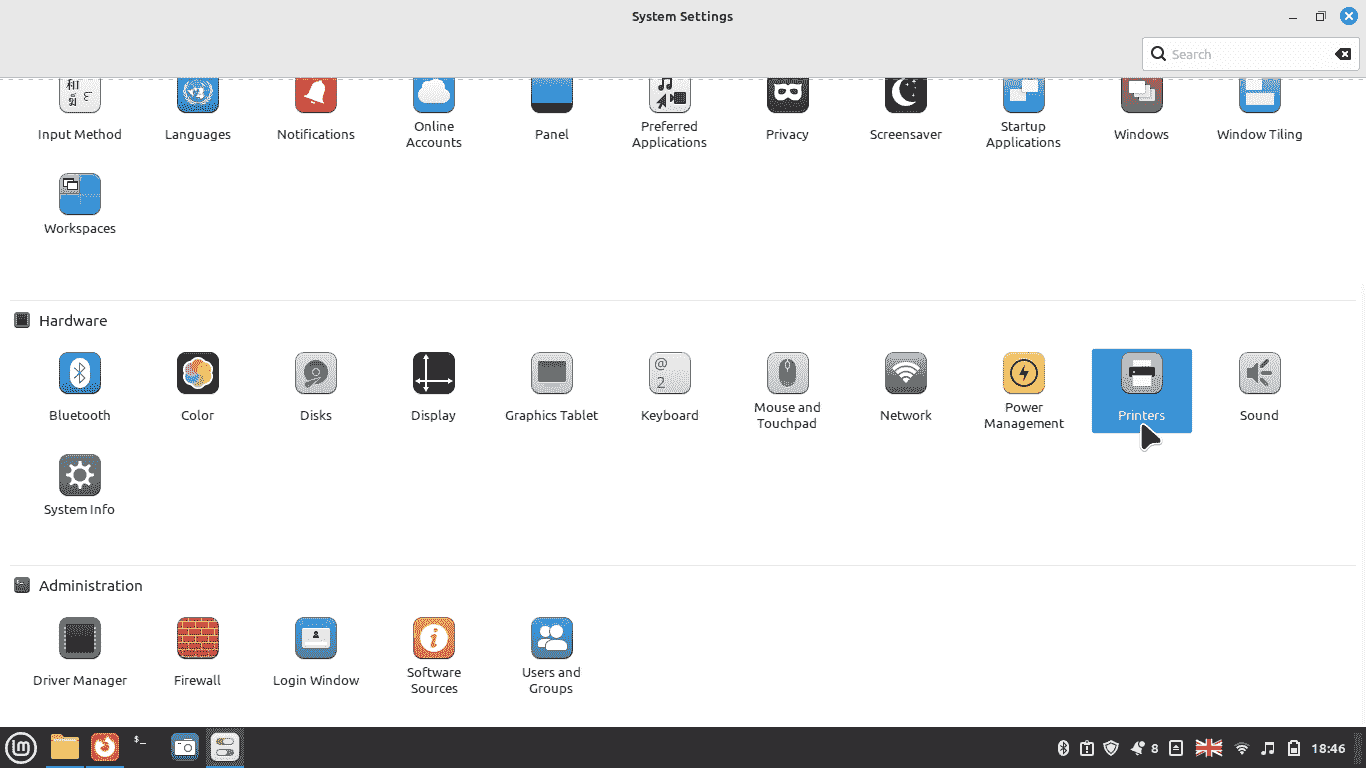 System Settings
Search
Input Method
Languages
Notifications
Online
Accounts
Panel
Preferred
Applications
Privacy
Screensaver
Startup
Applications
Windows
Window Tiling
Workspaces
Hardware
Bluetooth
Color
Disks
Display
Graphics Tablet
@
2
Keyboard
Mouse and
Touchpad
Network
Power
Management
Printers
Sound
System Info
Administration
Driver Manager
Firewall
Login Window
Software
Sources
Users and
Groups
$_
8
18:46